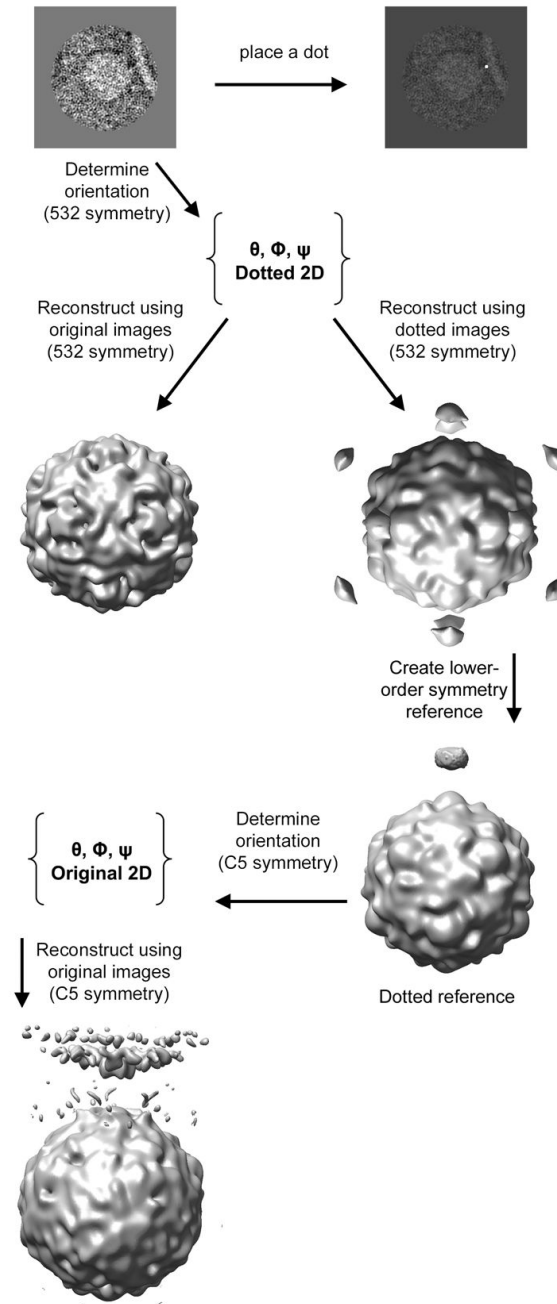 place a dot
Determine
orientation
(532 symmetry)
θ, Φ, ψ
Dotted 2D
Reconstruct using
original images
(532 symmetry)
Reconstruct using
dotted images
(532 symmetry)
Create lower-
order symmetry
reference
Determine
orientation
(C5 symmetry)
θ, Φ, ψ
Original 2D
Reconstruct using
original images
(C5 symmetry)
Dotted reference